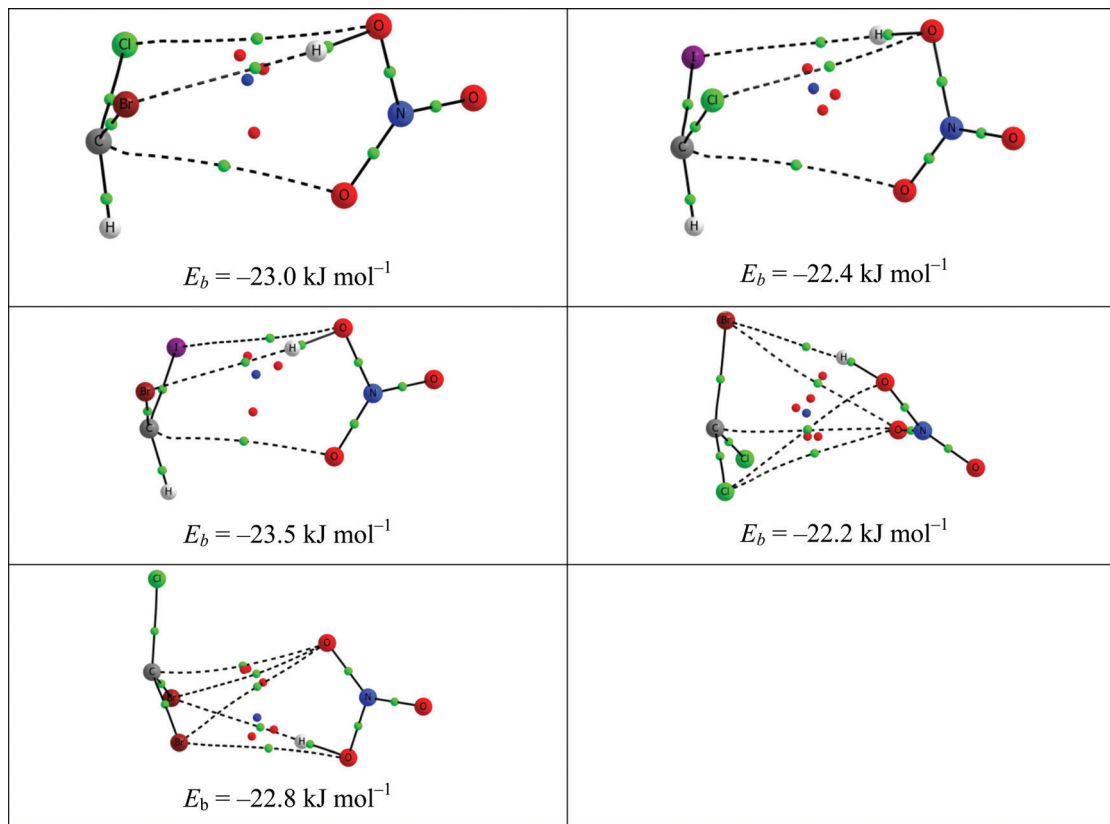 Cl
O
H
Br
O
N
C
O
H
E_b = –23.0 kJ mol⁻¹
I
H
O
Cl
N
O
C
O
H
E_b = –22.4 kJ mol⁻¹
I
O
H
Br
O
N
C
O
H
E_b = –23.5 kJ mol⁻¹
Br
H
O
C
O
N
Cl
O
Cl
E_b = –22.2 kJ mol⁻¹
Cl
O
C
Br
N
O
Br
H
O
E_b = –22.8 kJ mol⁻¹